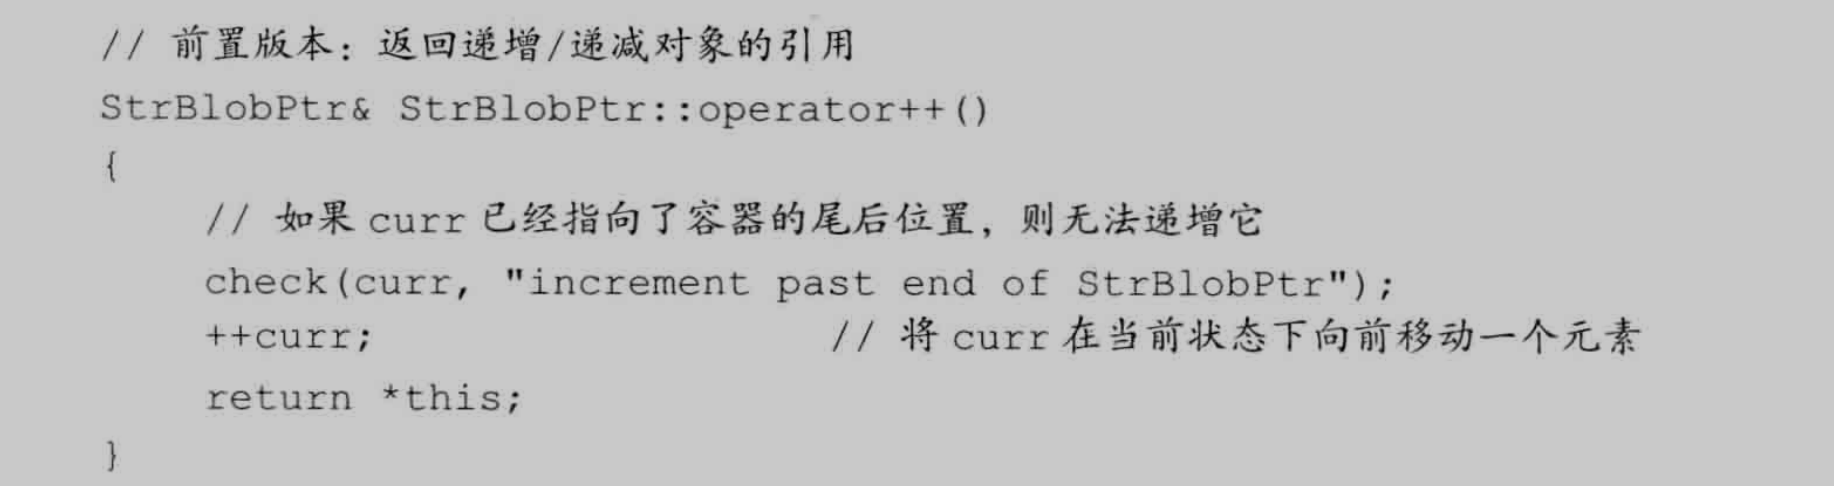 // 前置版本：返回递增/递减对象的引用
StrBlobPtr& StrBlobPtr::operator++()
{
    // 如果 curr 已经指向了容器的尾后位置，则无法递增它
    check(curr, "increment past end of StrBlobPtr");
    ++curr;                // 将 curr 在当前状态下向前移动一个元素
    return *this;
}